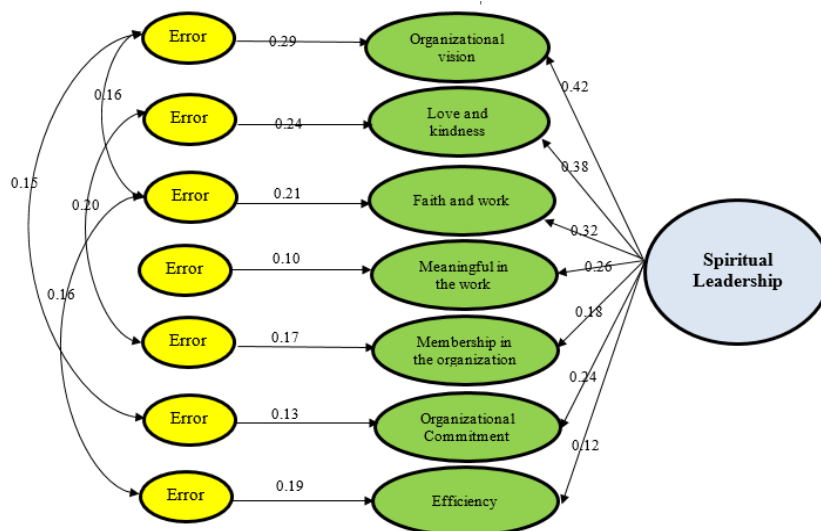 Error
0.29
Organizational
vision
0.42
0.16
Error
0.24
Love and
kindness
0.38
0.15
0.20
Error
0.21
Faith and work
0.32
Spiritual
Leadership
Error
0.10
Meaningful in
the work
0.26
0.16
0.18
Error
0.17
Membership in
the organization
0.24
Error
0.13
Organizational
Commitment
0.12
Error
0.19
Efficiency